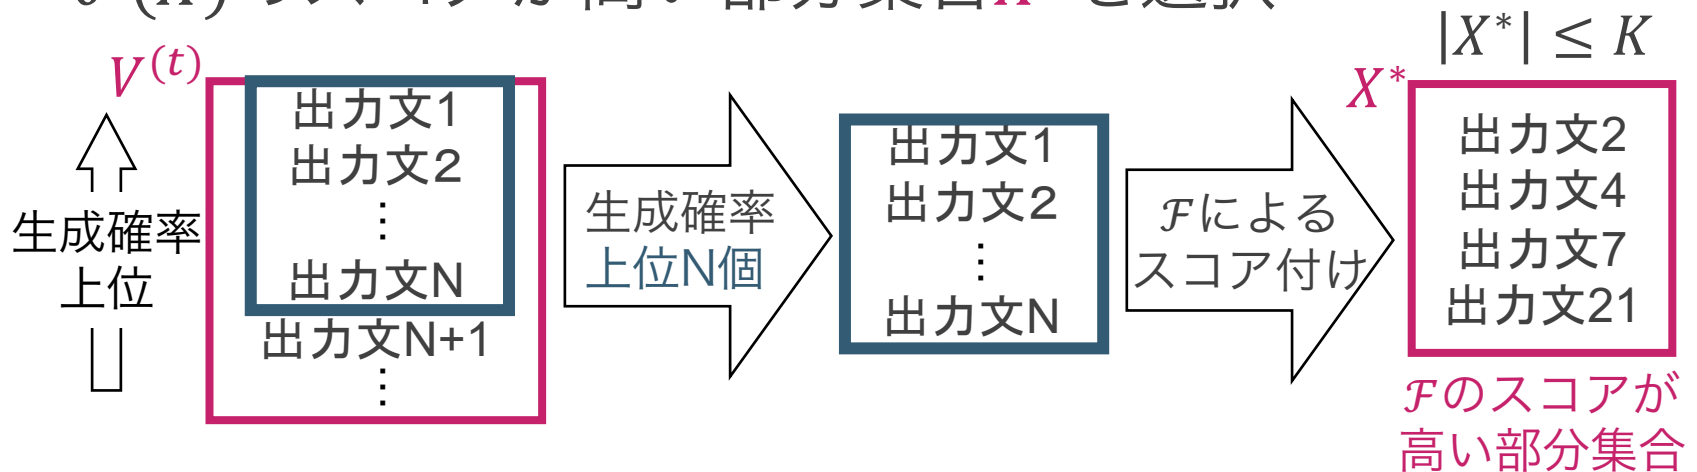 |X*| ≤ K
V^(t)
X*
出力文1
出力文2
⋮
出力文N
出力文N+1
⋮
生成確率
上位
生成確率
上位N個
出力文1
出力文2
⋮
出力文N
ℱによる
スコア付け
出力文2
出力文4
出力文7
出力文21
ℱのスコアが
高い部分集合